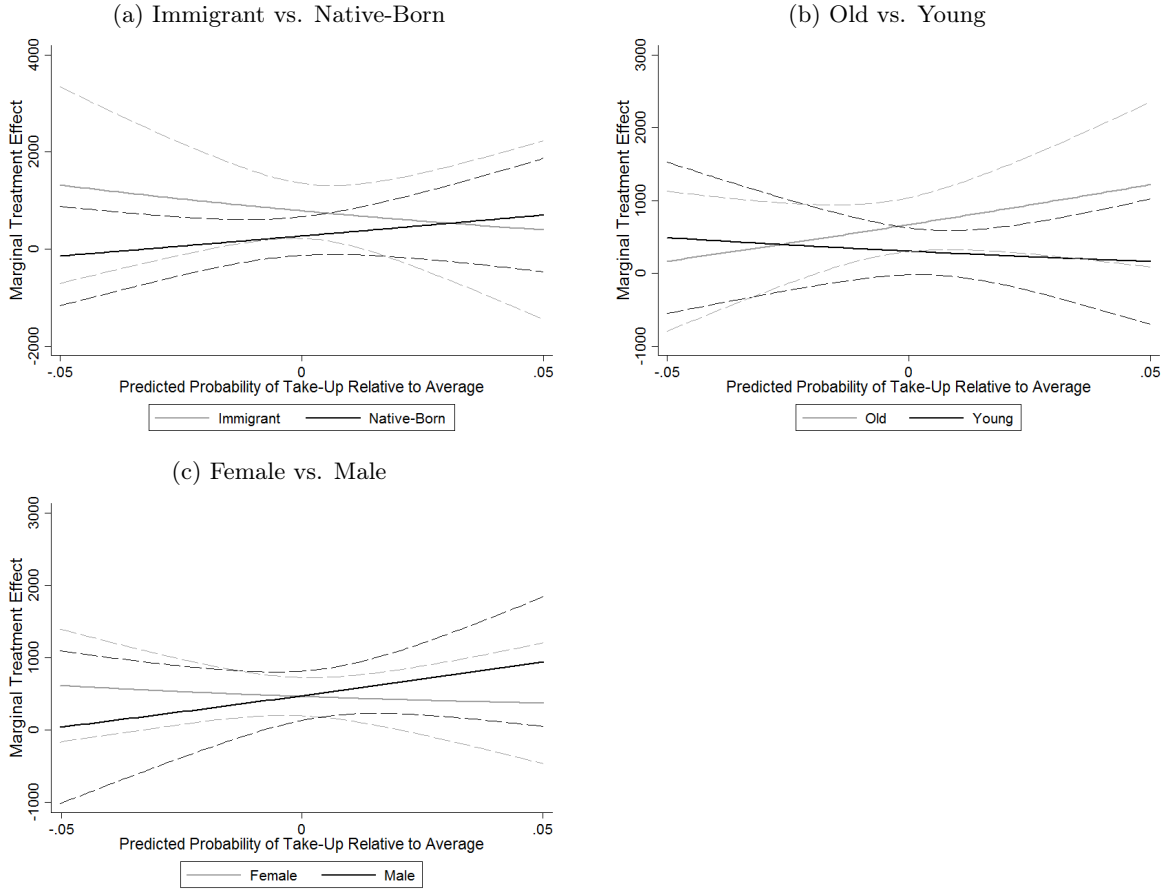 (a) Immigrant vs. Native-Born
Marginal Treatment Effect
4000
2000
0
-2000
-.05
0
.05
Predicted Probability of Take-Up Relative to Average
Immigrant
Native-Born
(b) Old vs. Young
Marginal Treatment Effect
3000
2000
1000
0
-1000
-.05
0
.05
Predicted Probability of Take-Up Relative to Average
Old
Young
(c) Female vs. Male
Marginal Treatment Effect
3000
2000
1000
0
-1000
-.05
0
.05
Predicted Probability of Take-Up Relative to Average
Female
Male